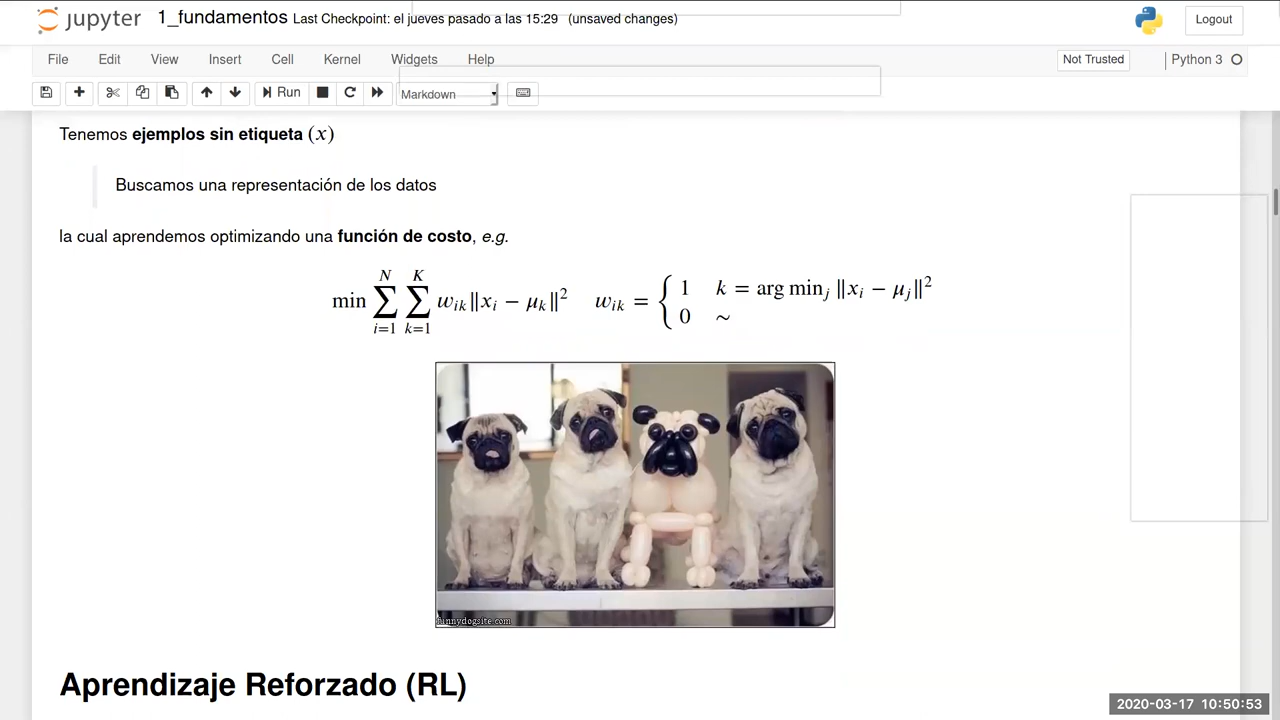 jupyter 1_fundamentos Last Checkpoint: el jueves pasado a las 15:29 (unsaved changes) Logout
File Edit View Insert Cell Kernel Widgets Help Not Trusted Python 3
Run Markdown
Tenemos ejemplos sin etiqueta (x)
Buscamos una representación de los datos
la cual aprendemos optimizando una función de costo, e.g.
min ∑_{i=1}^{N} ∑_{k=1}^{K} w_{ik} ‖x_i − μ_k‖² w_{ik} = { 1 k = arg min_j ‖x_i − μ_j‖²
0 ∼
funnydogsite.com
Aprendizaje Reforzado (RL)
2020-03-17 10:50:53